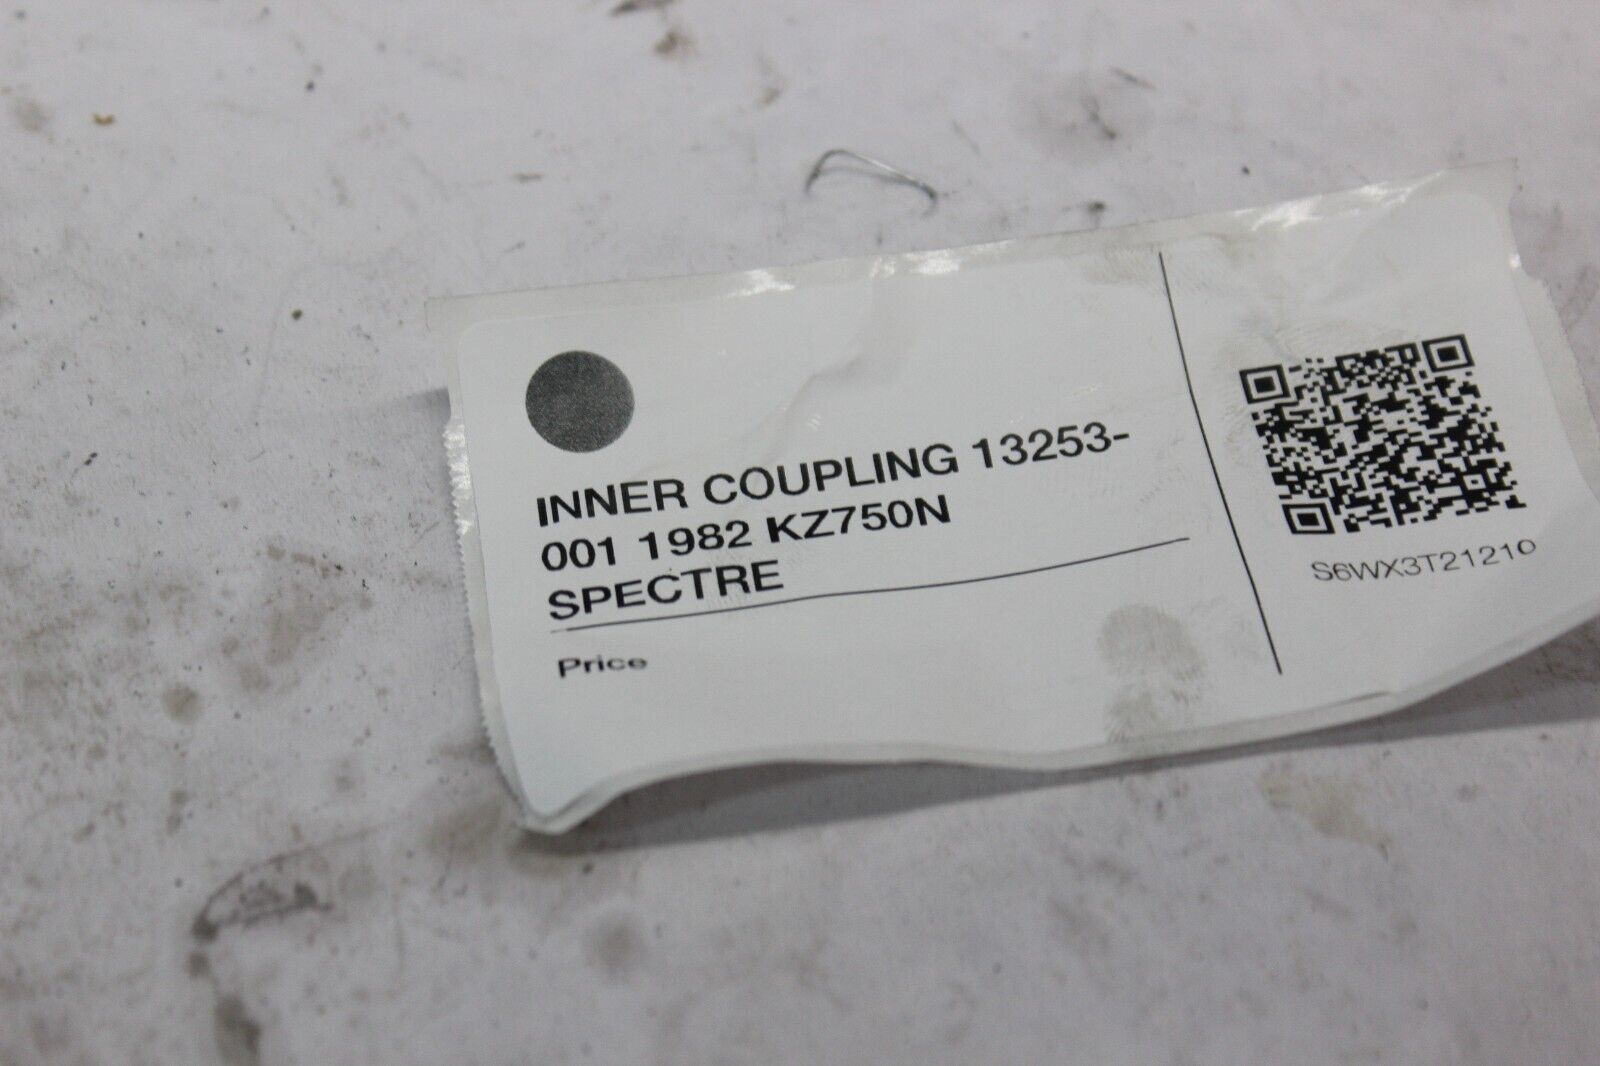 INNER COUPLING 13253-
001 1982 KZ750N
SPECTRE
Price
S6WX3T21210